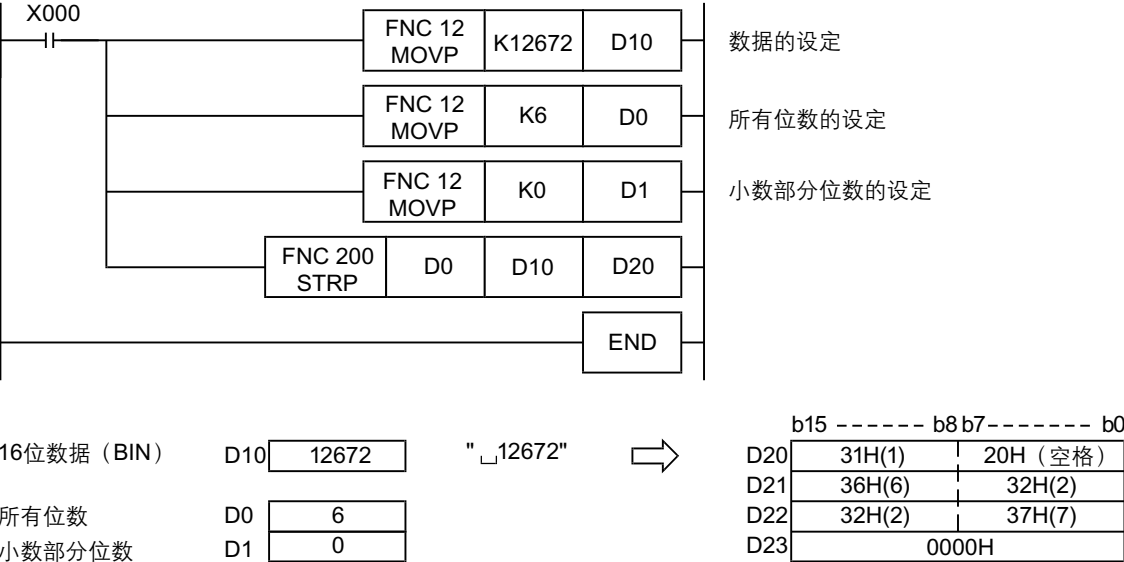 X000
FNC 12 MOVP K12672 D10 数据的设定
FNC 12 MOVP K6 D0 所有位数的设定
FNC 12 MOVP K0 D1 小数部分位数的设定
FNC 200 STRP D0 D10 D20
END
b15 ------ b8 b7------- b0
16位数据（BIN） D10 12672 "␣12672" D20 31H(1) 20H（空格）
D21 36H(6) 32H(2)
所有位数 D0 6 D22 32H(2) 37H(7)
小数部分位数 D1 0 D23 0000H